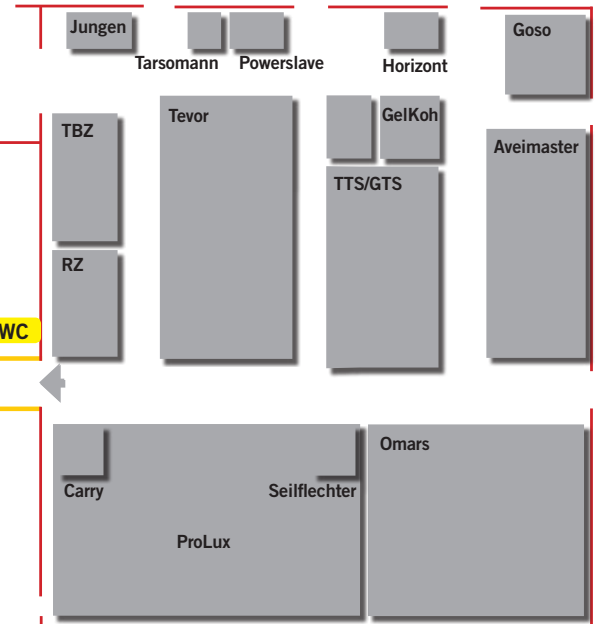 Jungen
Goso
Tarsomann
Powerslave
Horizont
TBZ
Tevor
GelKoh
Aveimaster
TTS/GTS
RZ
WC
Omars
Carry
Seilflechter
ProLux